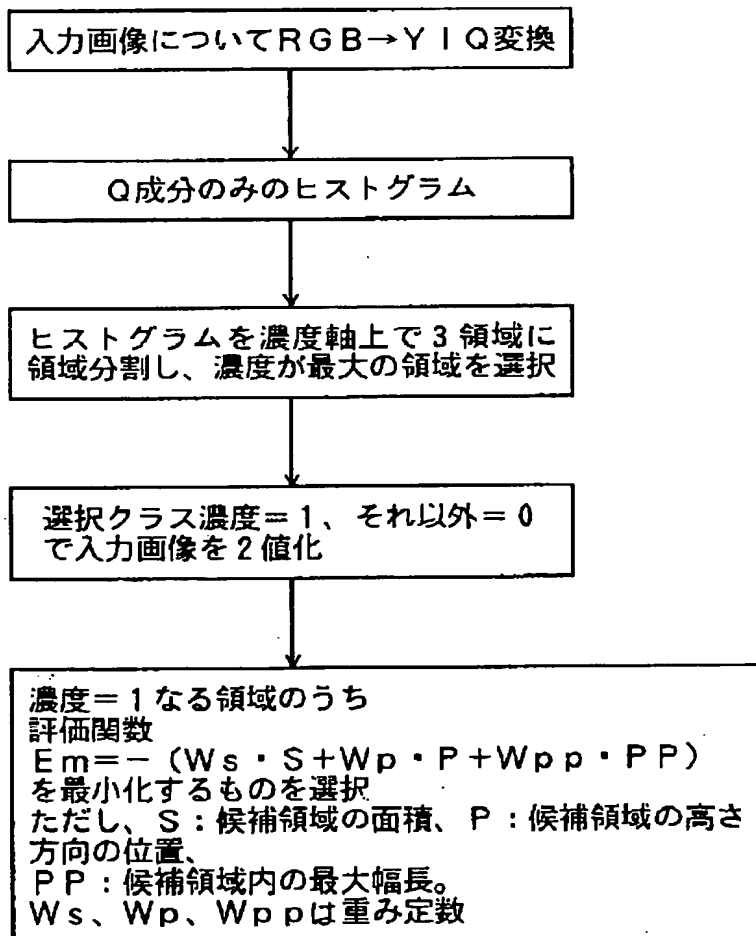 入力画像についてRGB→YIQ変換
Q成分のみのヒストグラム
ヒストグラムを濃度軸上で3領域に
領域分割し、濃度が最大の領域を選択
選択クラス濃度=1、それ以外=0
で入力画像を2値化
濃度=1なる領域のうち
評価関数
Em=-(Ws・S+Wp・P+Wpp・PP)
を最小化するものを選択
ただし、S:候補領域の面積、P:候補領域の高さ
方向の位置、
PP:候補領域内の最大幅長。
Ws、Wp、Wppは重み定数